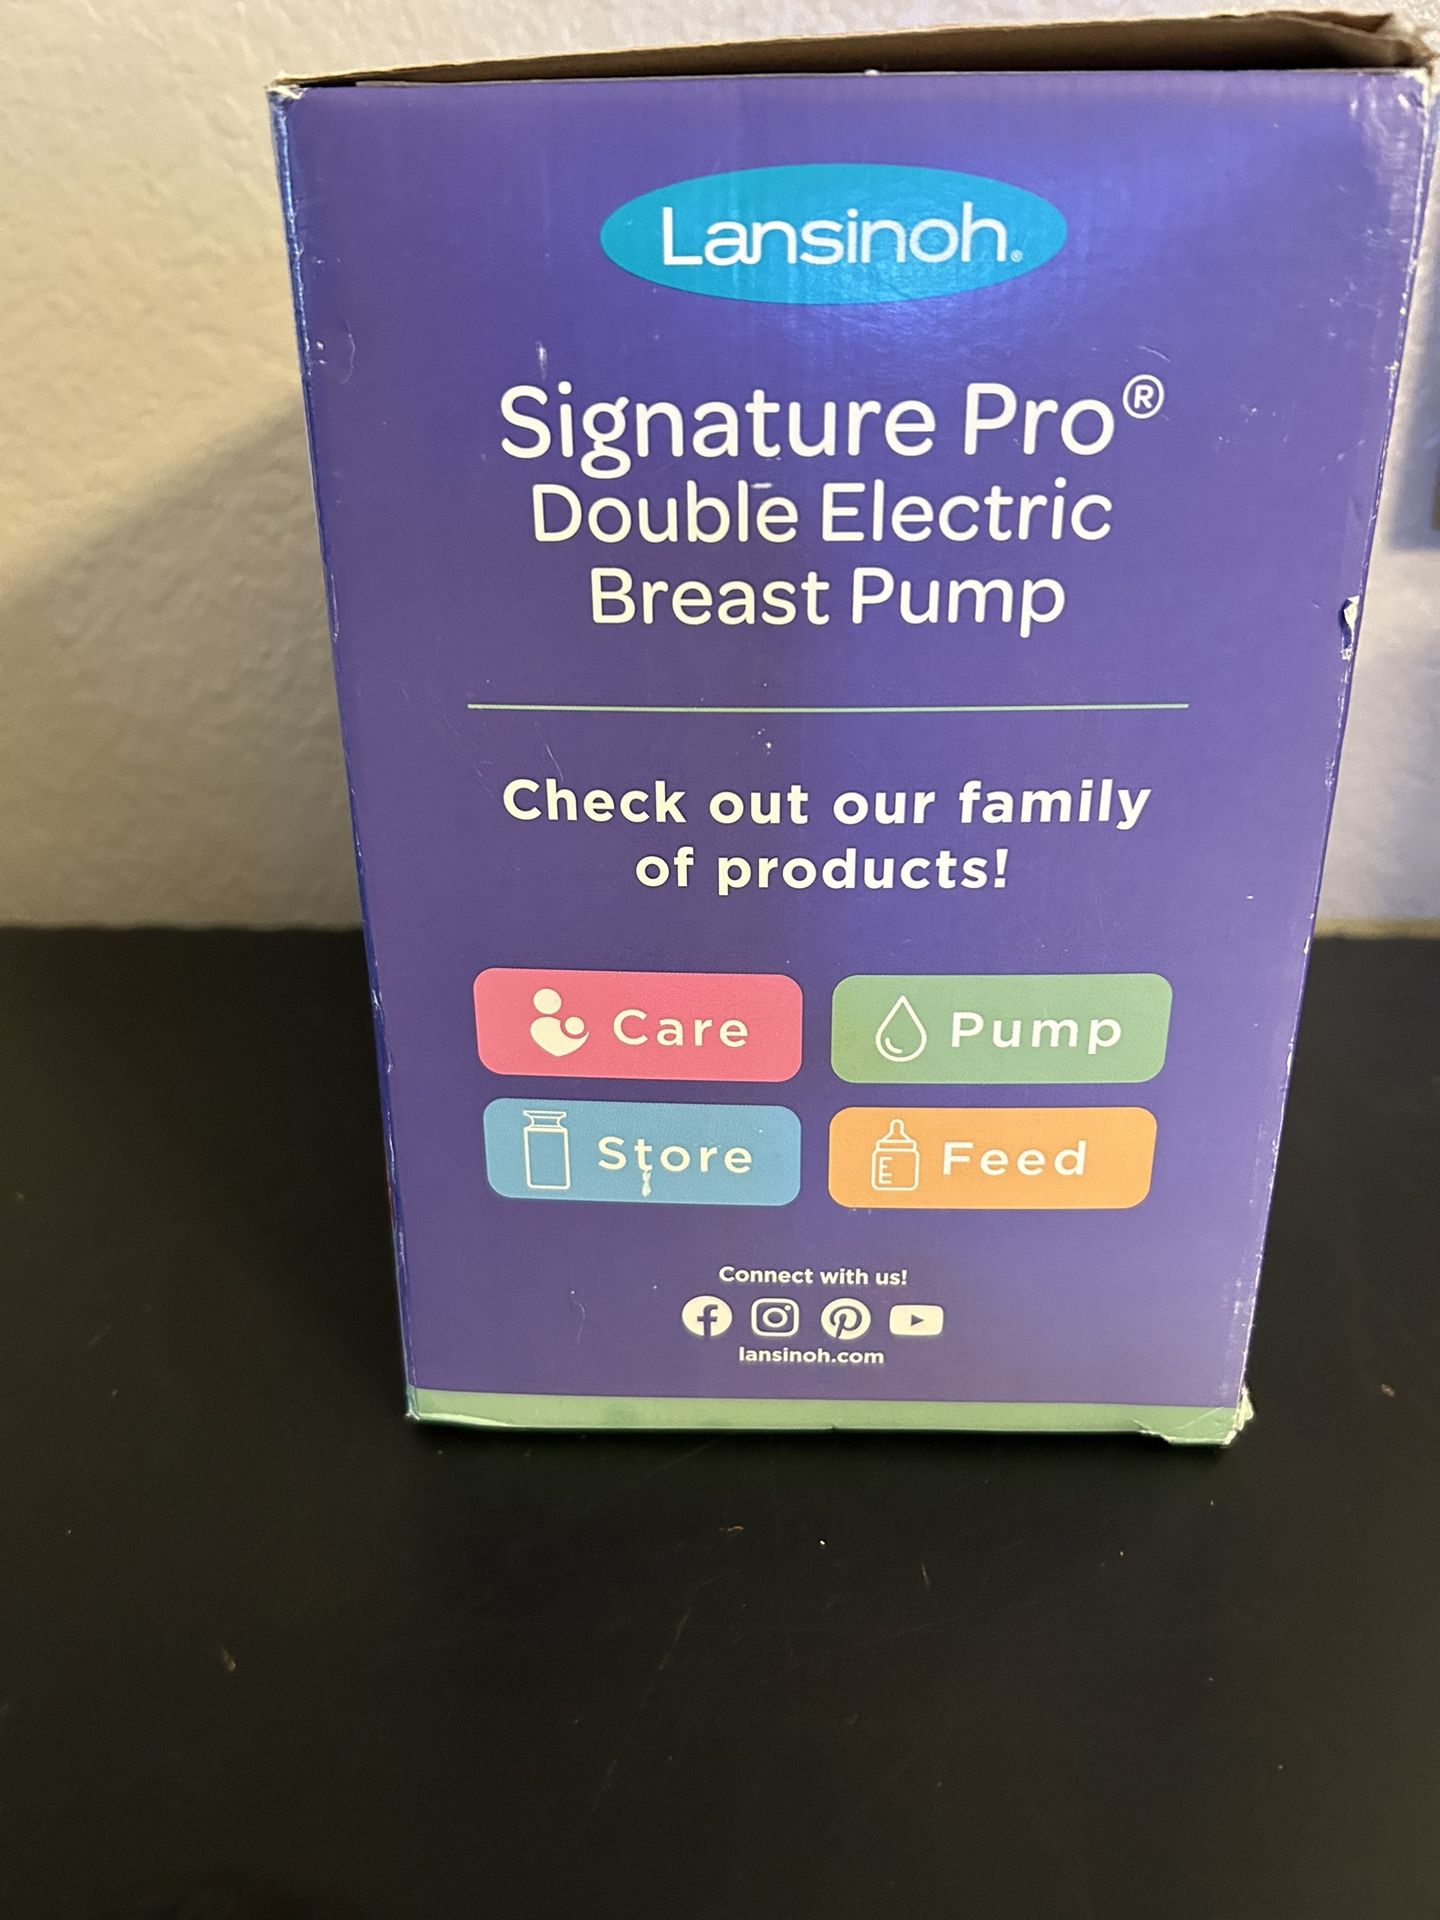 Lansinoh®
Signature Pro®
Double Electric
Breast Pump
Check out our family
of products!
Care
Pump
Store
Feed
Connect with us!
lansinoh.com